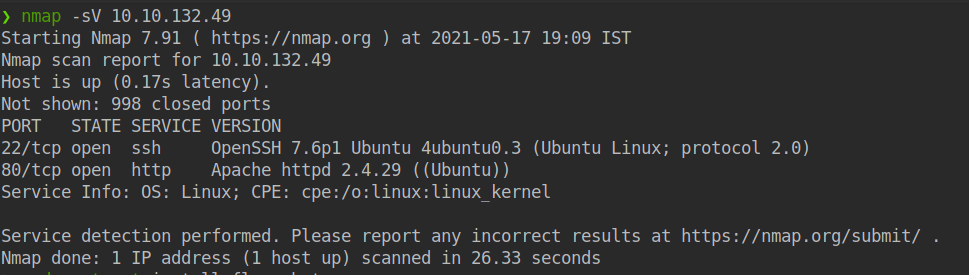 ❯ nmap -sV 10.10.132.49
Starting Nmap 7.91 ( https://nmap.org ) at 2021-05-17 19:09 IST
Nmap scan report for 10.10.132.49
Host is up (0.17s latency).
Not shown: 998 closed ports
PORT   STATE SERVICE VERSION
22/tcp open  ssh     OpenSSH 7.6p1 Ubuntu 4ubuntu0.3 (Ubuntu Linux; protocol 2.0)
80/tcp open  http    Apache httpd 2.4.29 ((Ubuntu))
Service Info: OS: Linux; CPE: cpe:/o:linux:linux_kernel

Service detection performed. Please report any incorrect results at https://nmap.org/submit/ .
Nmap done: 1 IP address (1 host up) scanned in 26.33 seconds